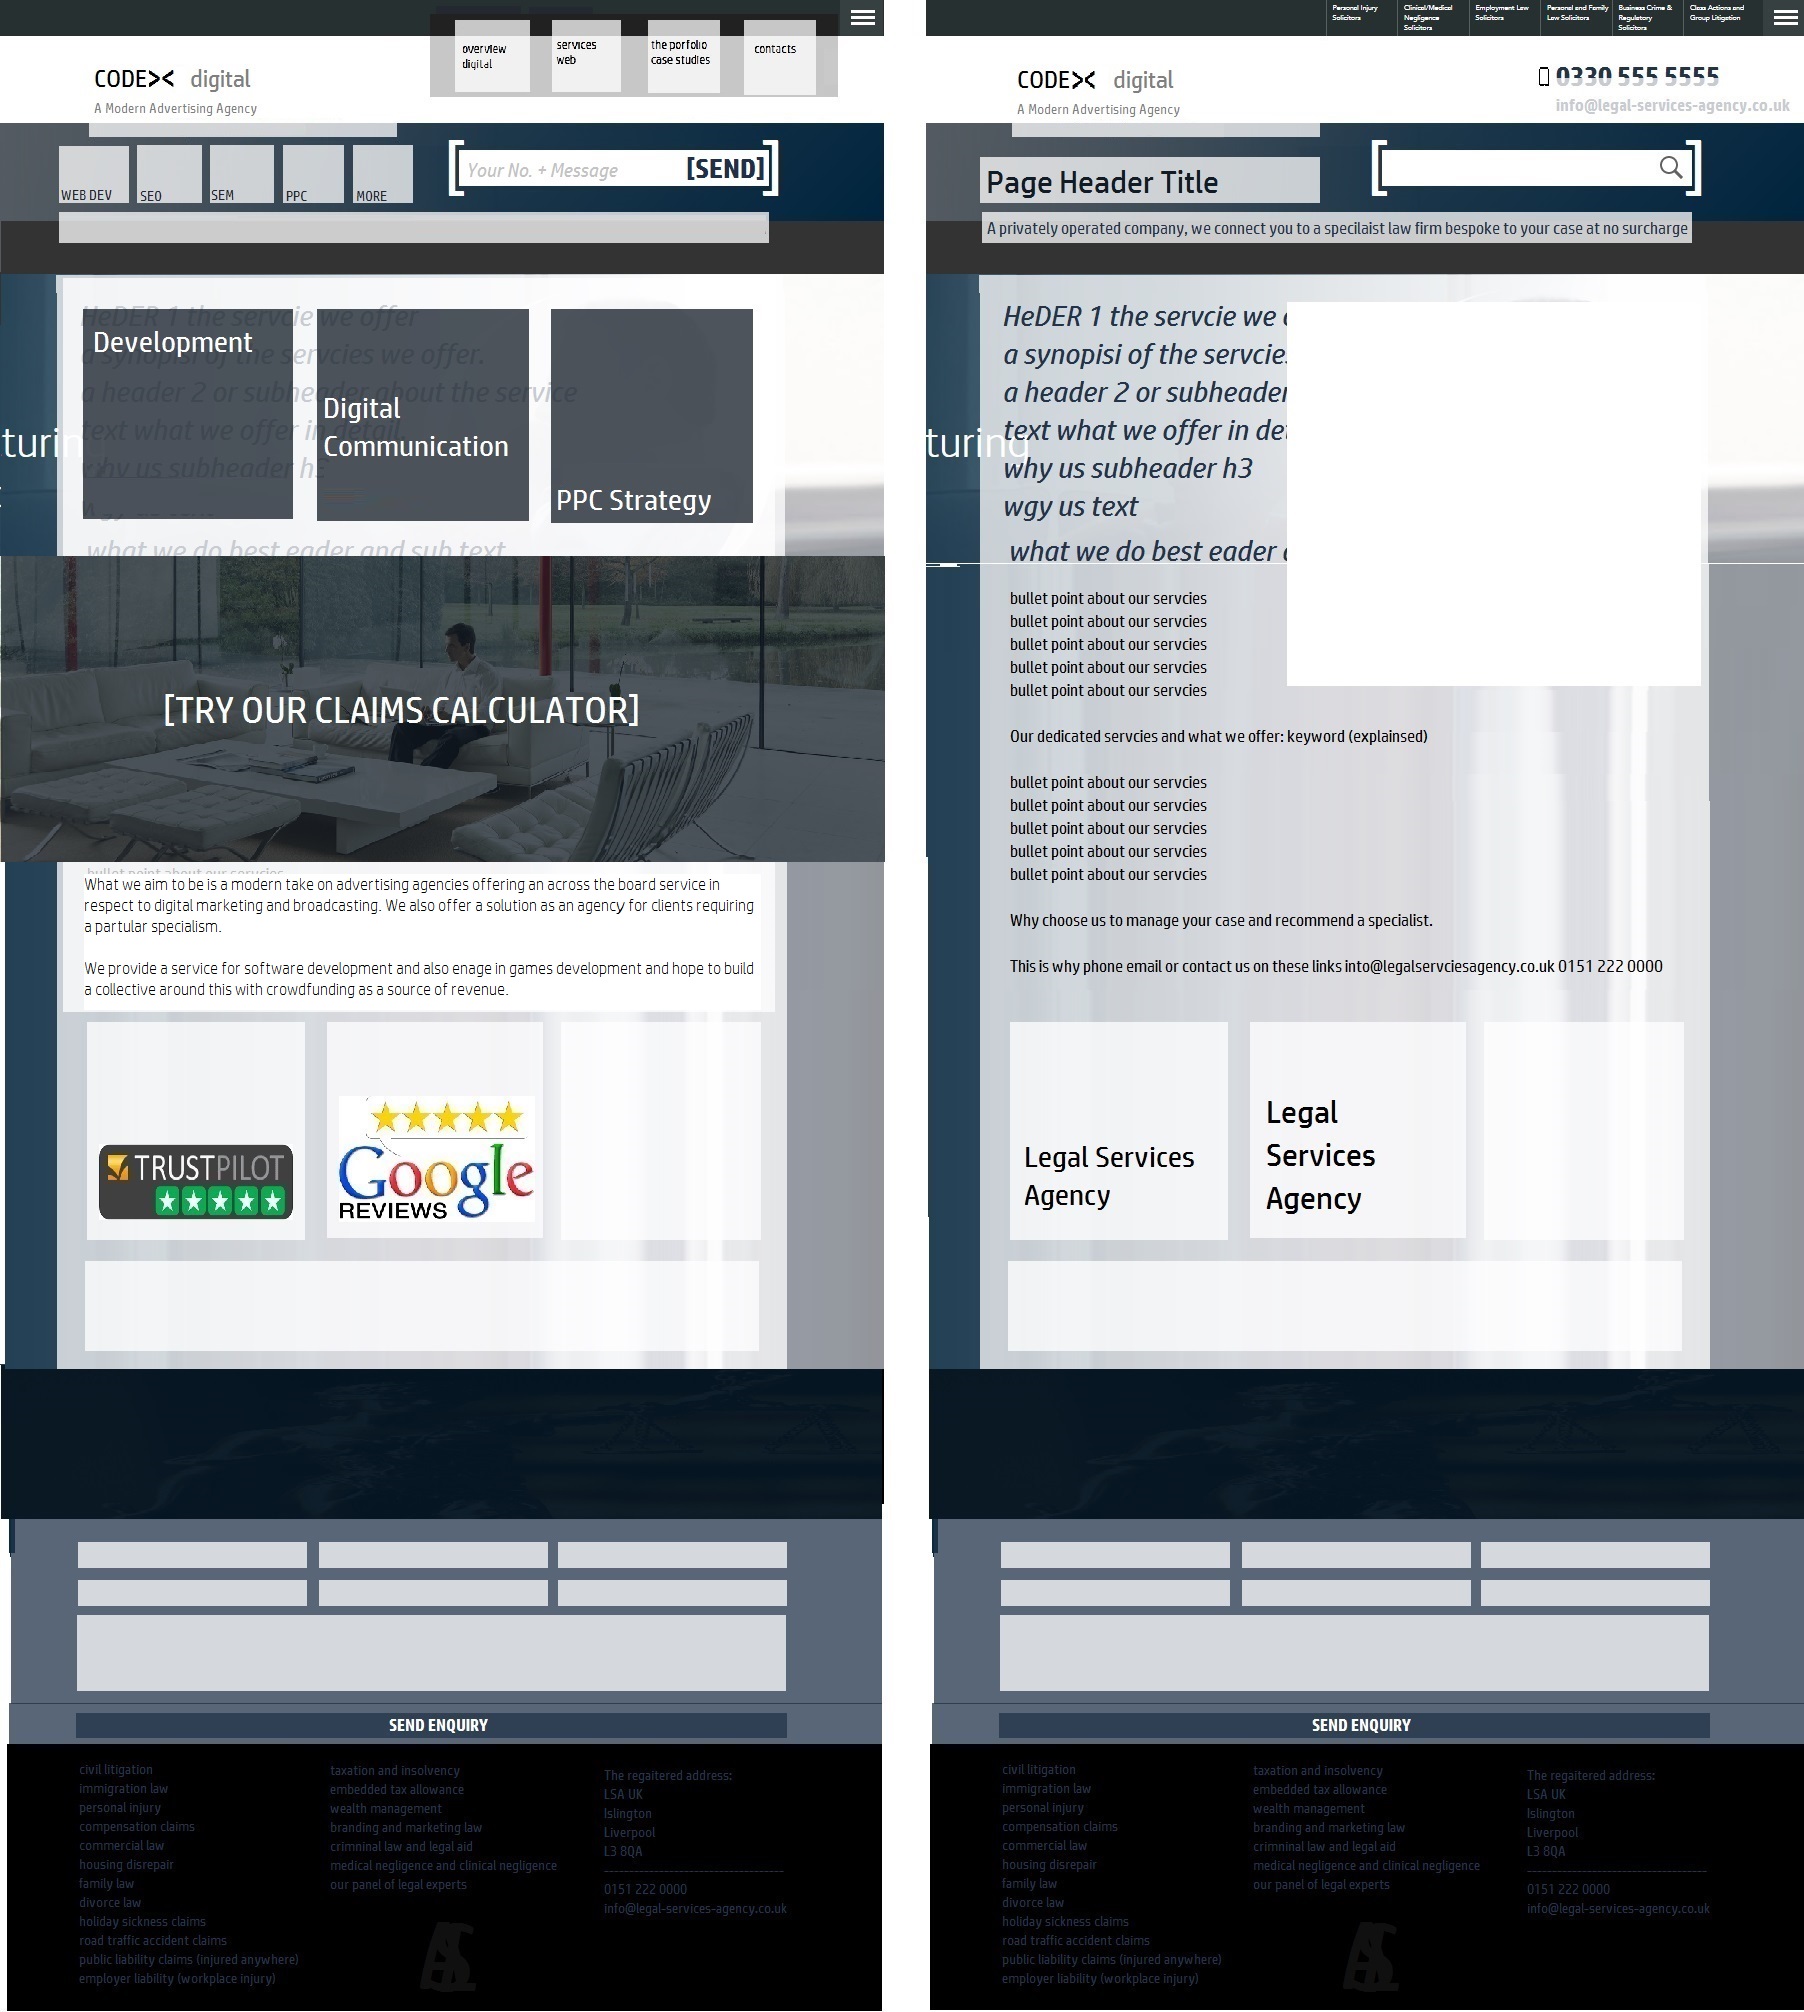 overview
digital
services
web
the porfolio
case studies
contacts
CODE>< digital
A Modern Advertising Agency
WEB DEV
SEO
SEM
PPC
MORE
[Your No. + Message [SEND]]
HeDER 1 the servcie we offer
a synopisi of the servcies we offer.
a header 2 or subheader about the service
text what we offer in detail
why us subheader h3
what we do best eader and sub text
Development
Digital
Communication
PPC Strategy
turin
[TRY OUR CLAIMS CALCULATOR]
bullet point about our servcies
What we aim to be is a modern take on advertising agencies offering an across the board service in
respect to digital marketing and broadcasting. We also offer a solution as an agency for clients requiring
a partular specialism.
We provide a service for software development and also enage in games development and hope to build
a collective around this with crowdfunding as a source of revenue.
TRUSTPILOT
Google
REVIEWS
SEND ENQUIRY
civil litigation
immigration law
personal injury
compensation claims
commercial law
housing disrepair
family law
divorce law
holiday sickness claims
road traffic accident claims
public liability claims (injured anywhere)
employer liability (workplace injury)
taxation and insolvency
embedded tax allowance
wealth management
branding and marketing law
crimninal law and legal aid
medical negligence and clinical negligence
our panel of legal experts
The regaitered address:
LSA UK
Islington
Liverpool
L3 8QA
0151 222 0000
info@legal-services-agency.co.uk
Personal Injury
Solicitors
Clinical/Medical
Negligence
Solicitors
Employment Law
Solicitors
Personal and Family
Law Solicitors
Business Crime &
Regulatory
Solicitors
Class Actions and
Group Litigation
CODE>< digital
A Modern Advertising Agency
0330 555 5555
info@legal-services-agency.co.uk
Page Header Title
A privately operated company, we connect you to a specilaist law firm bespoke to your case at no surcharge
HeDER 1 the servcie we
a synopisi of the servcies
a header 2 or subheader
text what we offer in de
why us subheader h3
wgy us text
what we do best eader
turing
bullet point about our servcies
bullet point about our servcies
bullet point about our servcies
bullet point about our servcies
bullet point about our servcies
Our dedicated servcies and what we offer: keyword (explainsed)
bullet point about our servcies
bullet point about our servcies
bullet point about our servcies
bullet point about our servcies
bullet point about our servcies
Why choose us to manage your case and recommend a specialist.
This is why phone email or contact us on these links into@legalservciesagency.co.uk 0151 222 0000
Legal Services
Agency
Legal
Services
Agency
SEND ENQUIRY
civil litigation
immigration law
personal injury
compensation claims
commercial law
housing disrepair
family law
divorce law
holiday sickness claims
road traffic accident claims
public liability claims (injured anywhere)
employer liability (workplace injury)
taxation and insolvency
embedded tax allowance
wealth management
branding and marketing law
crimninal law and legal aid
medical negligence and clinical negligence
our panel of legal experts
The regaitered address:
LSA UK
Islington
Liverpool
L3 8QA
0151 222 0000
info@legal-services-agency.co.uk